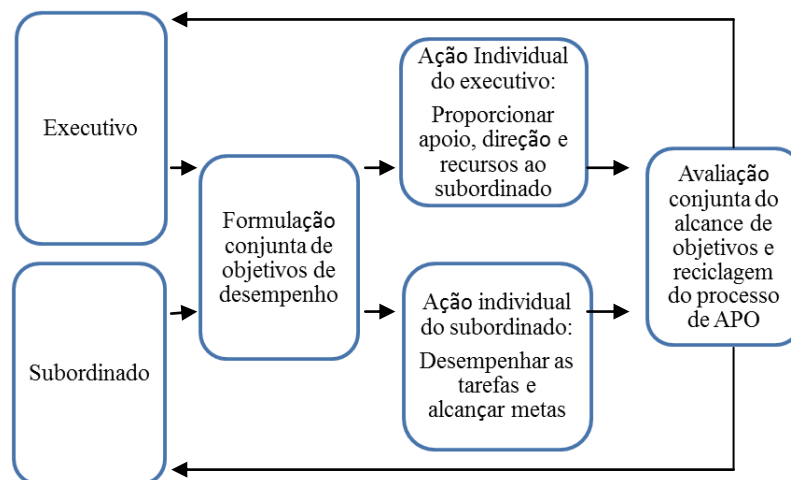 Executivo
Subordinado
Formulação
conjunta de
objetivos de
desempenho
Ação Individual
do executivo:
Proporcionar
apoio, direção e
recursos ao
subordinado
Ação individual
do subordinado:
Desempenhar as
tarefas e
alcançar metas
Avaliação
conjunta do
alcance de
objetivos e
reciclagem
do processo
de APO